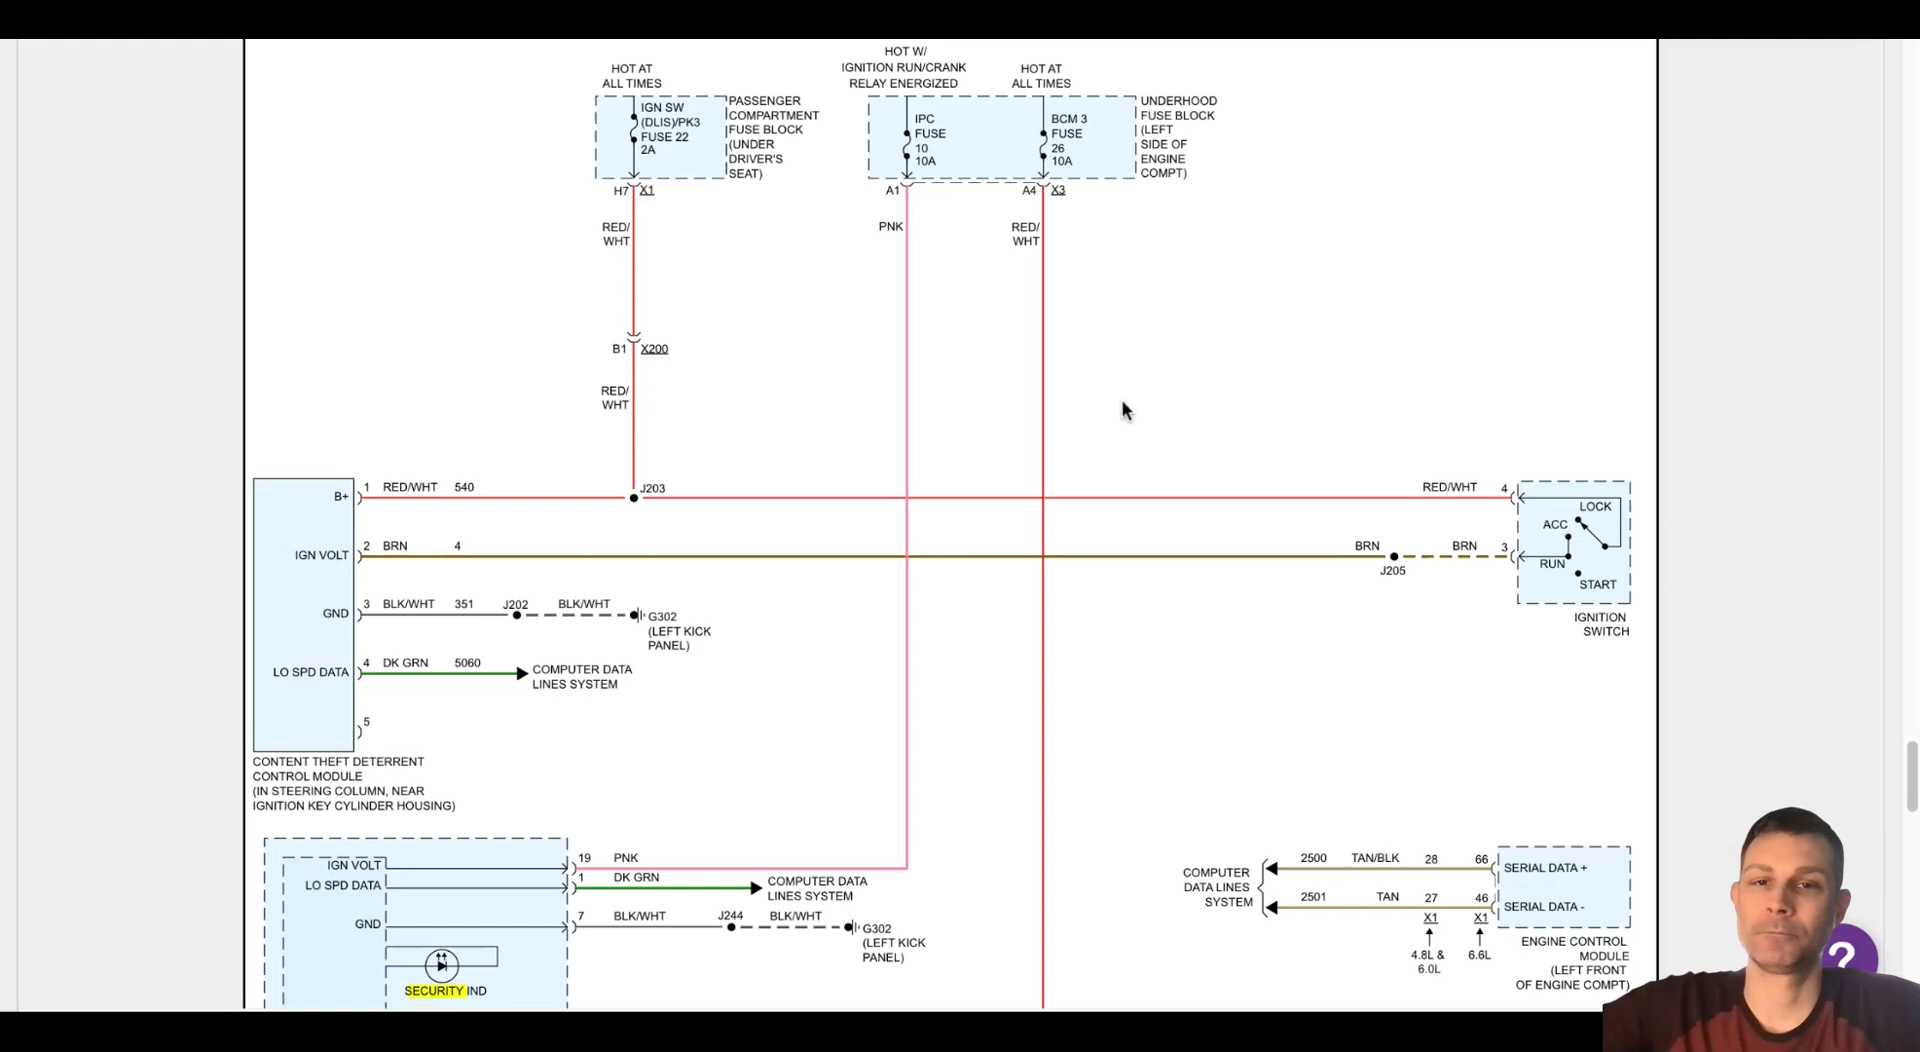 HOT AT
ALL TIMES
HOT W/
IGNITION RUN/CRANK
RELAY ENERGIZED
HOT AT
ALL TIMES
IGN SW
(DLIS)/PK3
FUSE 22
2A
PASSENGER
COMPARTMENT
FUSE BLOCK
(UNDER
DRIVER'S
SEAT)
IPC
FUSE
10
10A
BCM 3
FUSE
26
10A
UNDERHOOD
FUSE BLOCK
(LEFT
SIDE OF
ENGINE
COMPT)
H7 X1
A1
A4 X3
RED/
WHT
PNK
RED/
WHT
B1 X200
RED/
WHT
B+
1 RED/WHT 540
J203
RED/WHT 4
LOCK
ACC
RUN
START
IGNITION
SWITCH
IGN VOLT
2 BRN 4
BRN
J205
BRN 3
GND
3 BLK/WHT 351
J202
BLK/WHT
G302
(LEFT KICK
PANEL)
LO SPD DATA
4 DK GRN 5060
COMPUTER DATA
LINES SYSTEM
5
CONTENT THEFT DETERRENT
CONTROL MODULE
(IN STEERING COLUMN, NEAR
IGNITION KEY CYLINDER HOUSING)
IGN VOLT
19 PNK
LO SPD DATA
1 DK GRN
COMPUTER DATA
LINES SYSTEM
GND
7 BLK/WHT
J244
BLK/WHT
G302
(LEFT KICK
PANEL)
SECURITY IND
COMPUTER
DATA LINES
SYSTEM
2500 TAN/BLK 28 66
SERIAL DATA +
2501 TAN 27 46
SERIAL DATA -
X1 X1
4.8L &
6.0L
6.6L
ENGINE CONTROL
MODULE
(LEFT FRONT
OF ENGINE COMPT)
?